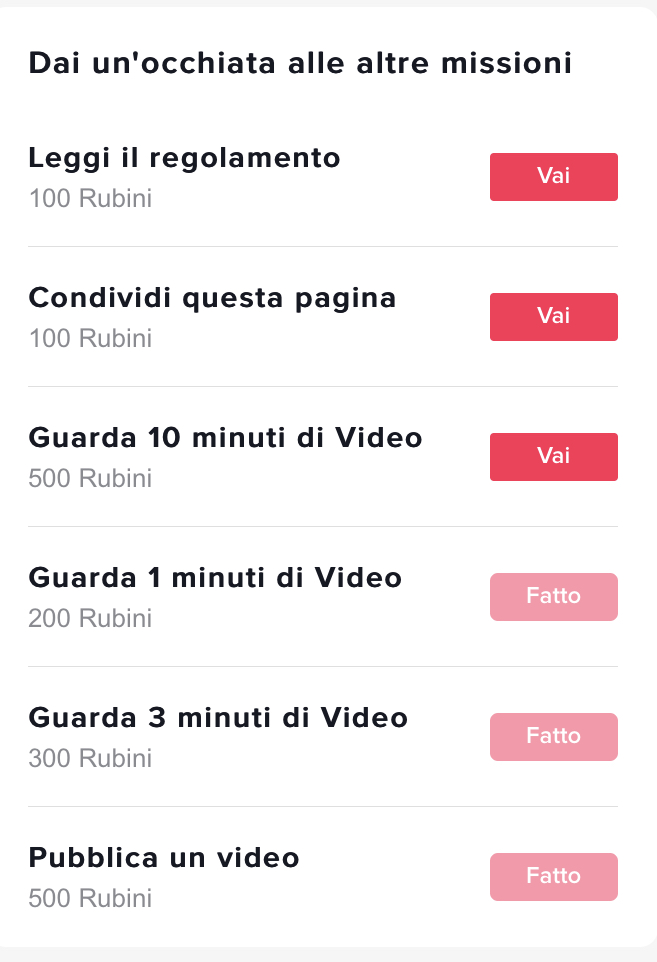 Dai un'occhiata alle altre missioni
Leggi il regolamento
100 Rubini
Vai
Condividi questa pagina
100 Rubini
Vai
Guarda 10 minuti di Video
500 Rubini
Vai
Guarda 1 minuti di Video
200 Rubini
Fatto
Guarda 3 minuti di Video
300 Rubini
Fatto
Pubblica un video
500 Rubini
Fatto